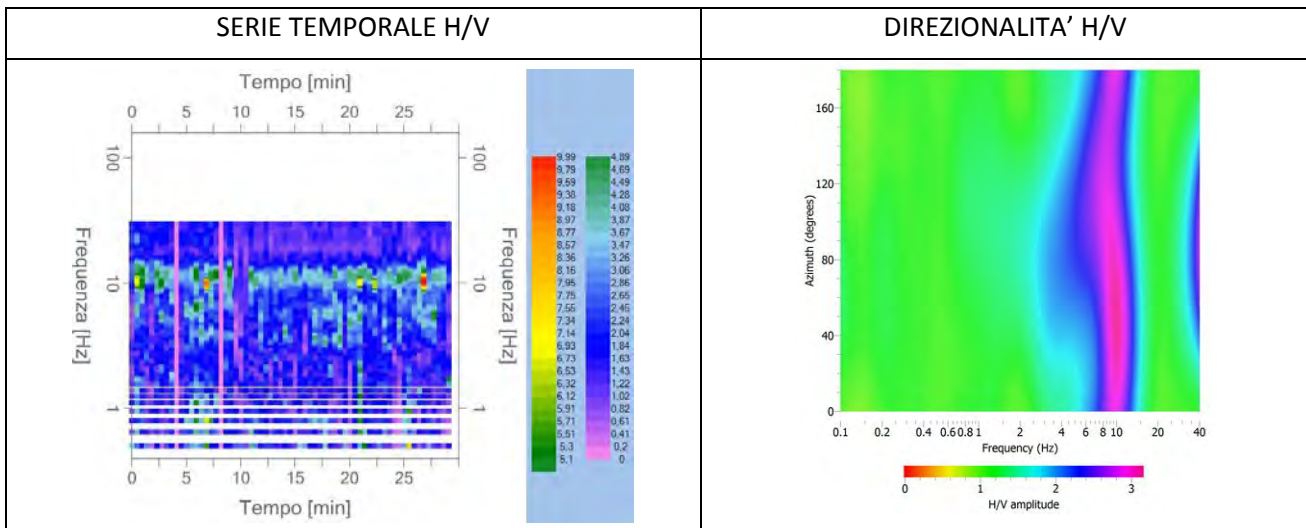 SERIE TEMPORALE H/V
DIREZIONALITA’ H/V
Tempo [min]
0 5 10 15 20 25
100
10
1
Frequenza [Hz]
100
10
1
Frequenza [Hz]
0 5 10 15 20 25
Tempo [min]
9,99 4,89
9,79 4,69
9,59 4,49
9,38 4,28
9,18 4,08
8,97 3,87
8,77 3,67
8,57 3,47
8,36 3,26
8,16 3,06
7,95 2,86
7,75 2,65
7,55 2,45
7,34 2,24
7,14 2,04
6,93 1,84
6,73 1,63
6,53 1,43
6,32 1,22
6,12 1,02
5,91 0,82
5,71 0,61
5,51 0,41
5,3 0,2
5,1 0
Azimuth (degrees)
160
120
80
40
0
0.1 0.2 0.4 0.6 0.8 1 2 4 6 8 10 20 40
Frequency (Hz)
0 1 2 3
H/V amplitude